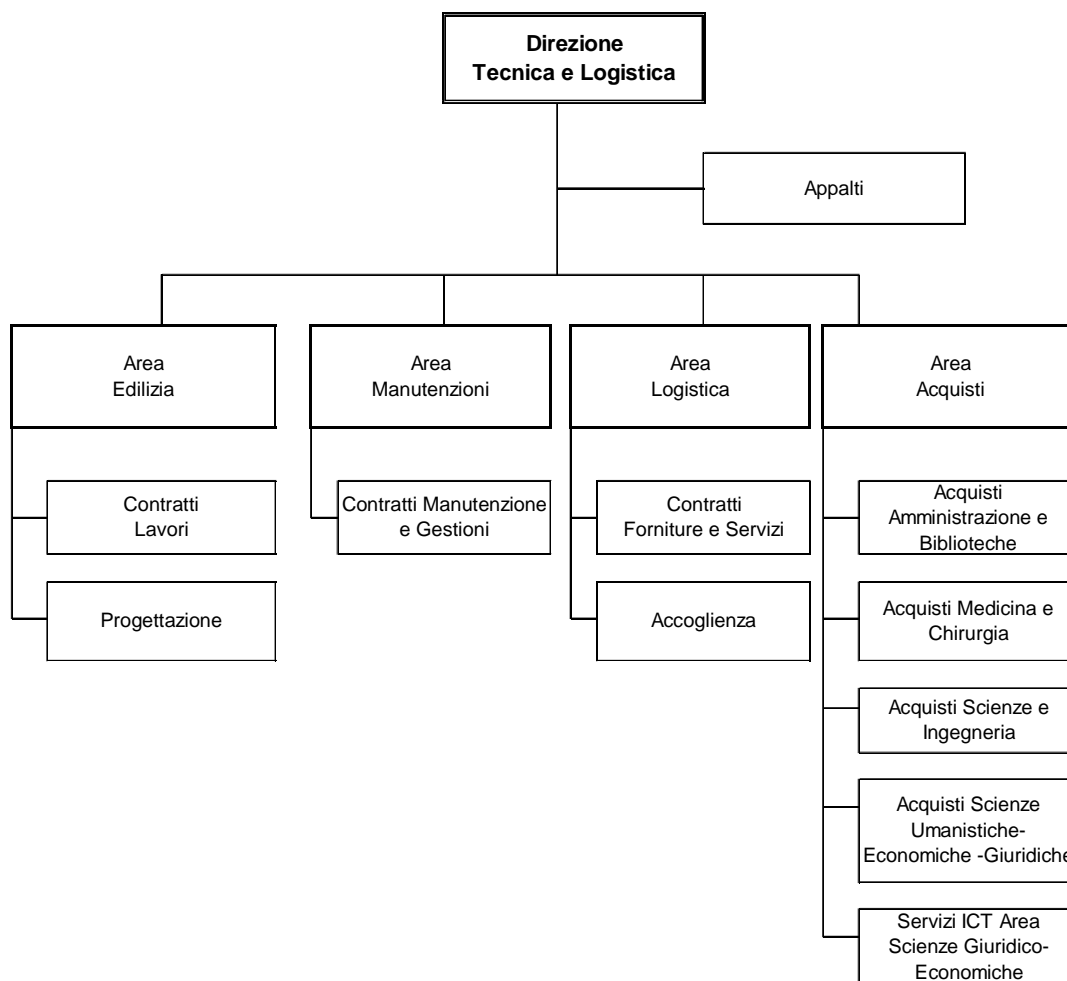 Direzione
Tecnica e Logistica
Appalti
Area
Edilizia
Area
Manutenzioni
Area
Logistica
Area
Acquisti
Contratti
Lavori
Contratti Manutenzione
e Gestioni
Contratti
Forniture e Servizi
Acquisti
Amministrazione e
Biblioteche
Progettazione
Accoglienza
Acquisti Medicina e
Chirurgia
Acquisti Scienze e
Ingegneria
Acquisti Scienze
Umanistiche-
Economiche -Giuridiche
Servizi ICT Area
Scienze Giuridico-
Economiche